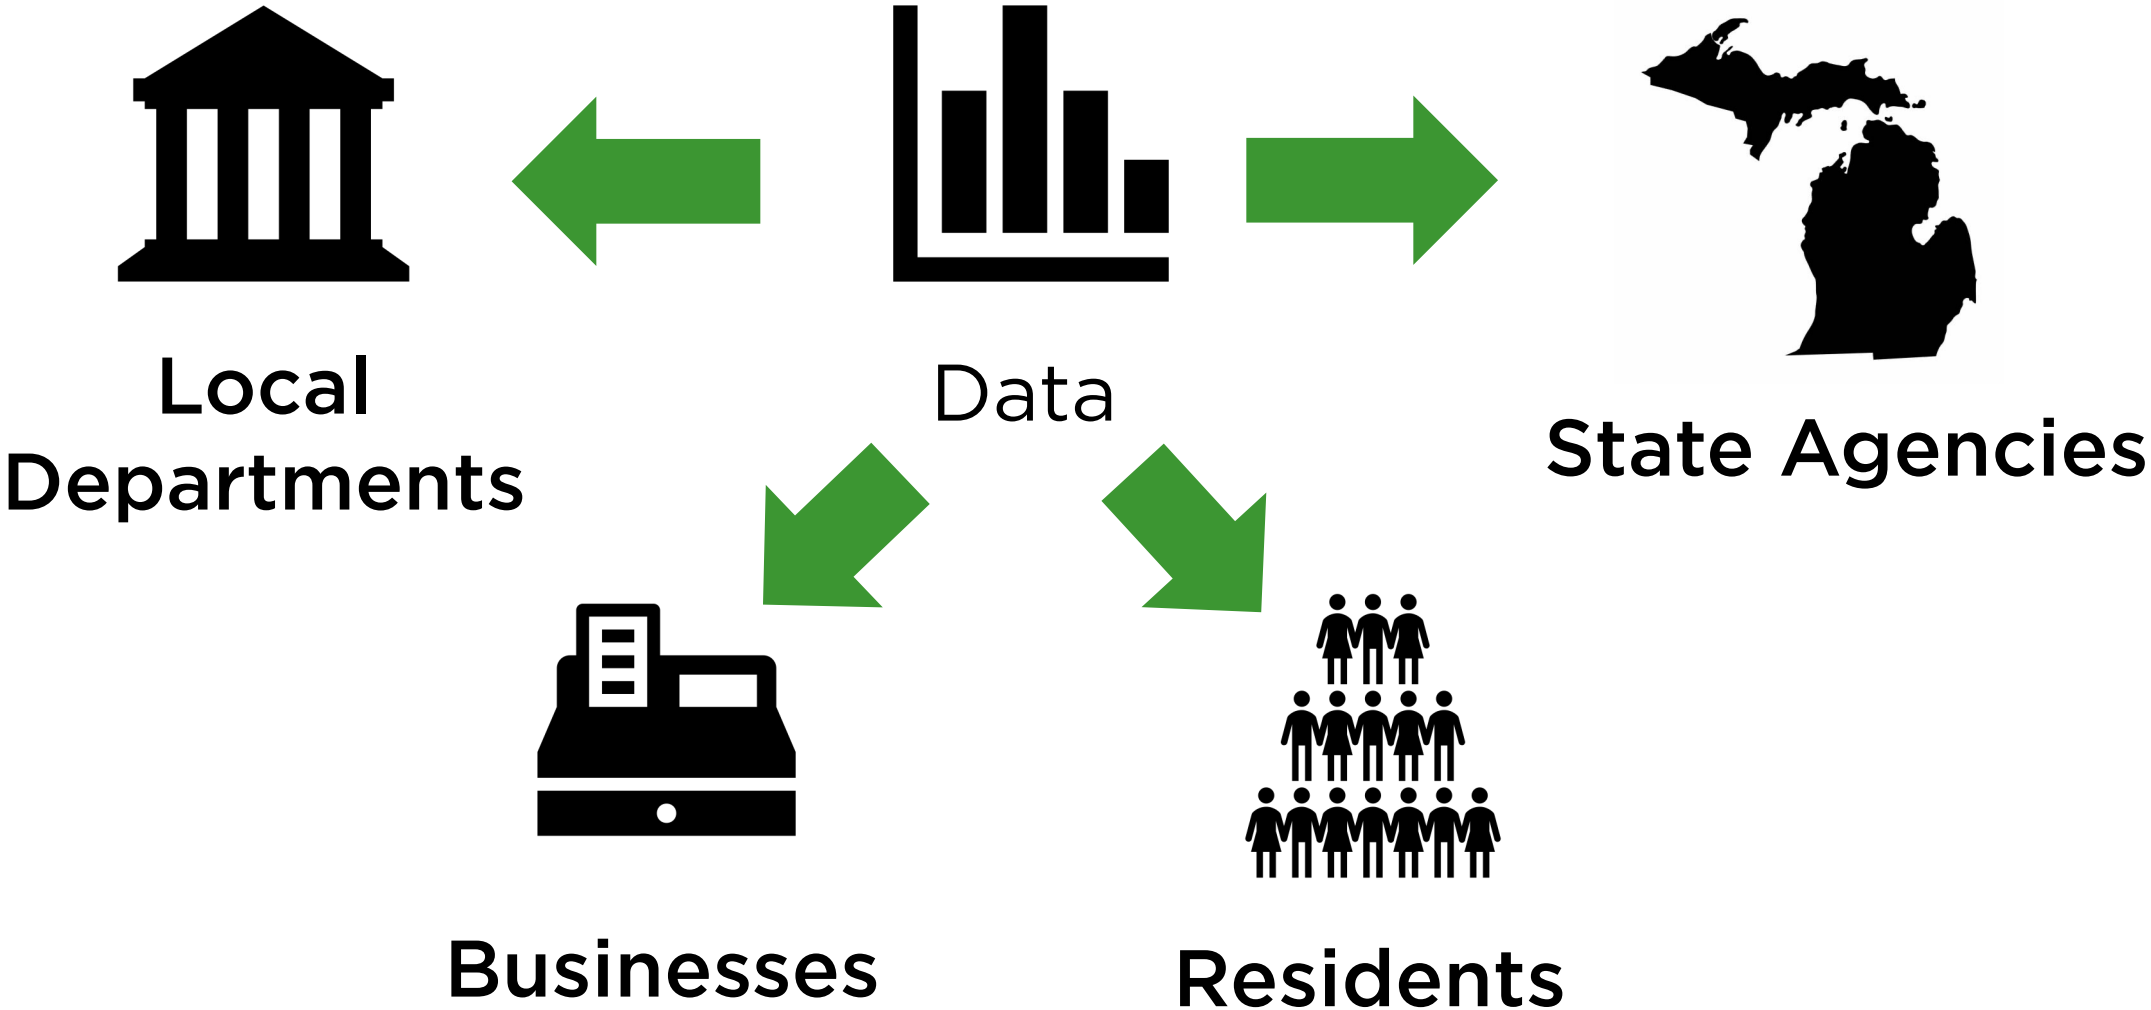 Local
Departments
Data
State Agencies
Businesses
Residents